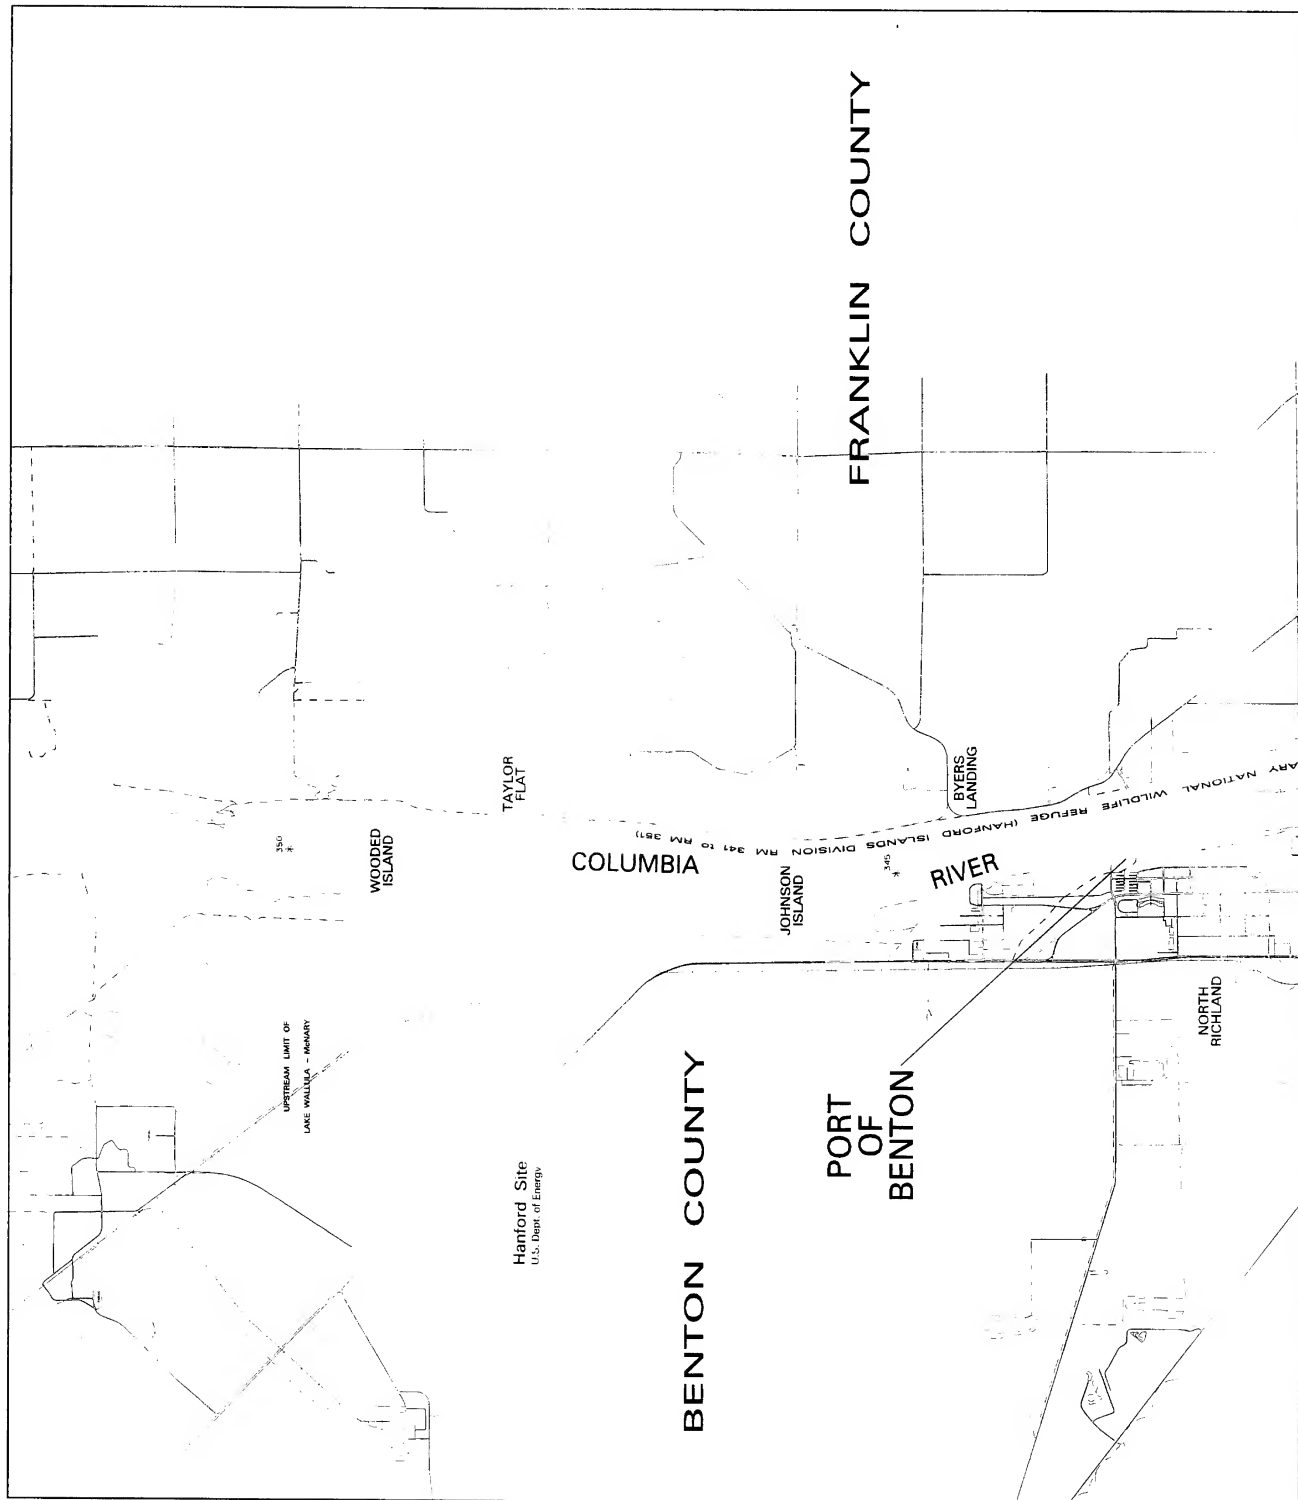 FRANKLIN COUNTY
TAYLOR
FLAT
BYERS
LANDING
ARY NATIONAL WILDLIFE REFUGE (HANFORD ISLANDS DIVISION RM 341 to RM 351)
350
WOODED
ISLAND
COLUMBIA
345
RIVER
JOHNSON
ISLAND
NORTH
RICHLAND
UPSTREAM LIMIT OF
LAKE WALLULA - McNARY
PORT
OF
BENTON
Hanford Site
U.S. Dept. of Energy
BENTON COUNTY